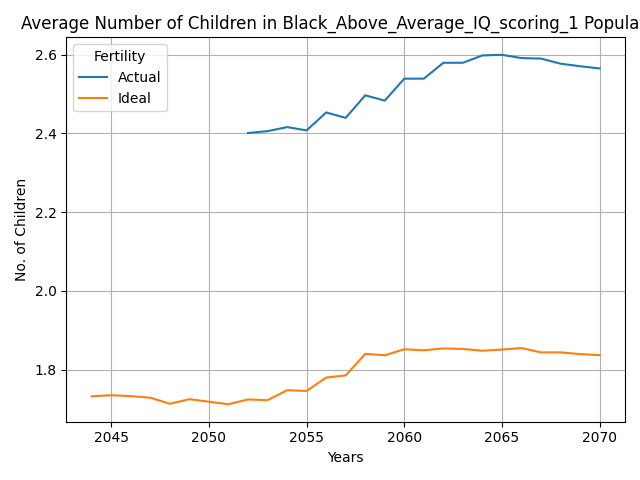 Average Number of Children in Black_Above_Average_IQ_scoring_1 Popula
Fertility
Actual
Ideal
2.6
2.4
2.2
2.0
1.8
No. of Children
2045 2050 2055 2060 2065 2070
Years